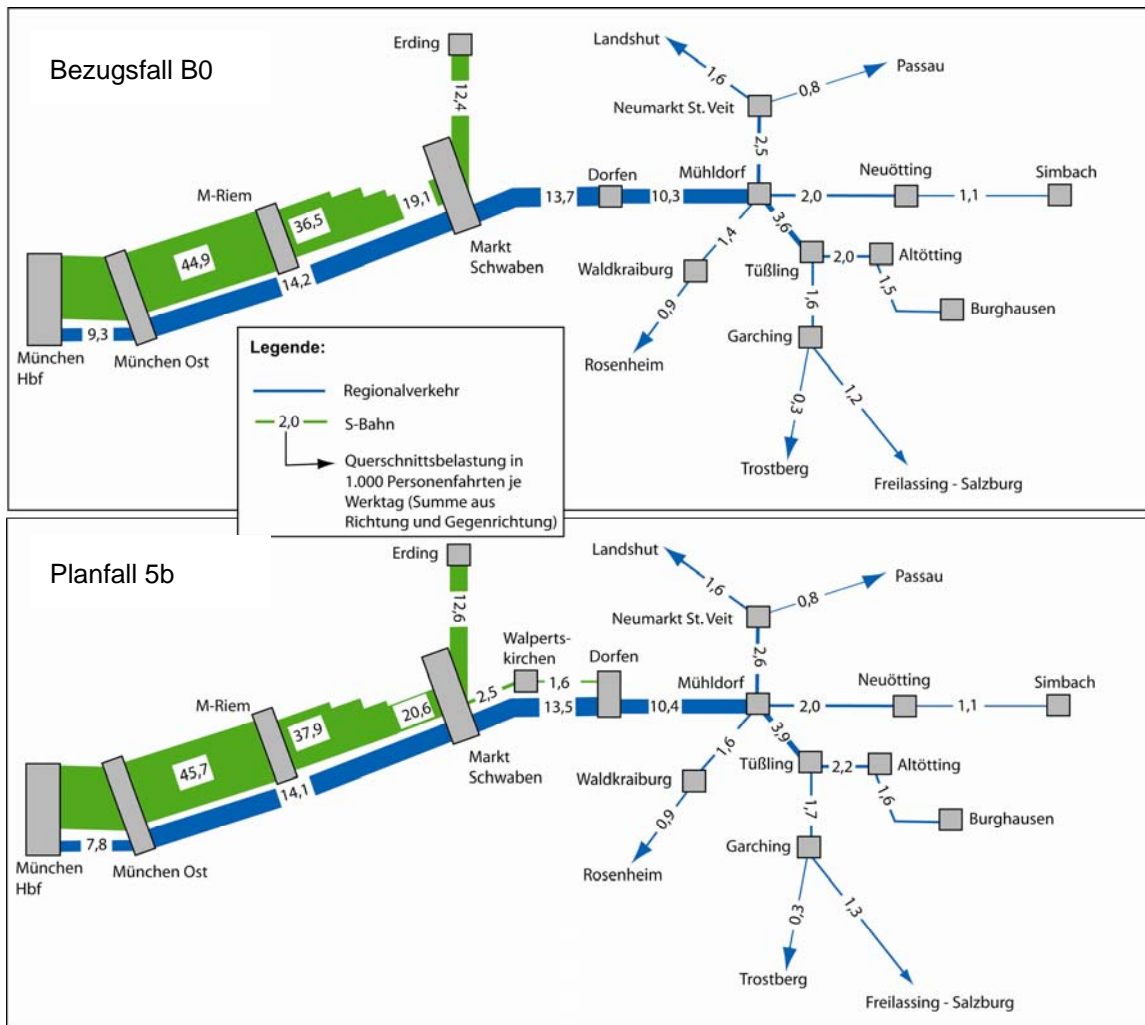 Bezugsfall B0
Erding
12,4
Landshut
1,6
Passau
0,8
Neumarkt St. Veit
2,5
M-Riem
36,5
19,1
44,9
14,2
9,3
München
Hbf
München Ost
Markt
Schwaben
13,7
Dorfen
10,3
Mühldorf
2,0
Neuötting
1,1
Simbach
3,6
1,4
Waldkraiburg
0,9
Rosenheim
Tüßling
2,0
Altötting
1,5
Burghausen
1,6
Garching
0,3
1,2
Trostberg
Freilassing - Salzburg
Legende:
Regionalverkehr
2,0
S-Bahn
Querschnittsbelastung in
1.000 Personenfahrten je
Werktag (Summe aus
Richtung und Gegenrichtung)
Planfall 5b
Erding
12,6
Landshut
1,6
Passau
0,8
Neumarkt St. Veit
2,6
M-Riem
37,9
20,6
45,7
14,1
7,8
München
Hbf
München Ost
Markt
Schwaben
2,5
Walperts-
kirchen
1,6
Dorfen
13,5
10,4
Mühldorf
2,0
Neuötting
1,1
Simbach
3,9
1,6
Waldkraiburg
0,9
Rosenheim
Tüßling
2,2
Altötting
1,6
Burghausen
1,7
Garching
0,3
1,3
Trostberg
Freilassing - Salzburg